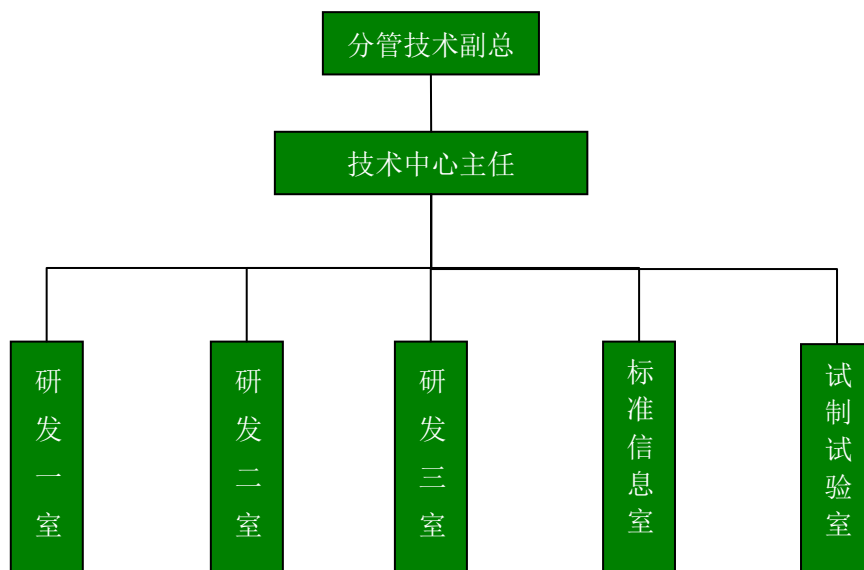 分管技术副总
技术中心主任
研发一室
研发二室
研发三室
标准信息室
试制试验室